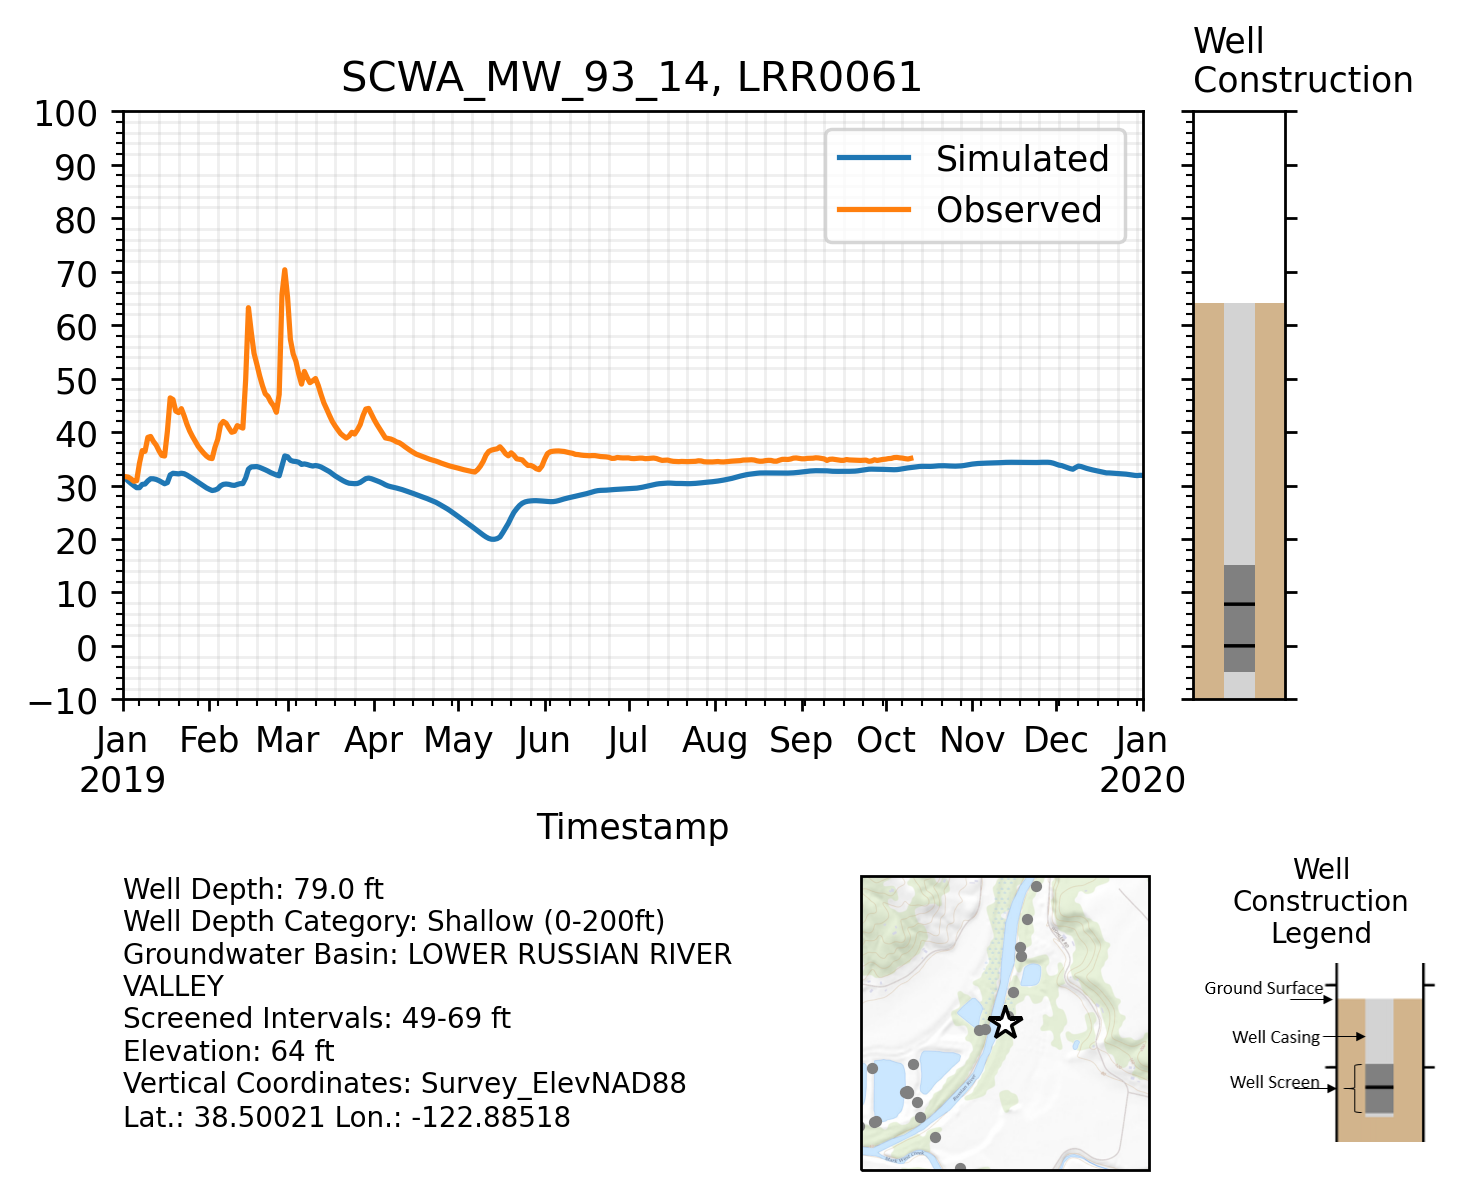 Well
Construction
SCWA_MW_93_14, LRR0061
100
90
80
70
60
50
40
30
20
10
0
−10
Simulated
Observed
Jan Feb Mar Apr May Jun Jul Aug Sep Oct Nov Dec Jan
2019 2020
Timestamp
Well Depth: 79.0 ft
Well Depth Category: Shallow (0-200ft)
Groundwater Basin: LOWER RUSSIAN RIVER
VALLEY
Screened Intervals: 49-69 ft
Elevation: 64 ft
Vertical Coordinates: Survey_ElevNAD88
Lat.: 38.50021 Lon.: -122.88518
Well
Construction
Legend
Ground Surface
Well Casing
Well Screen